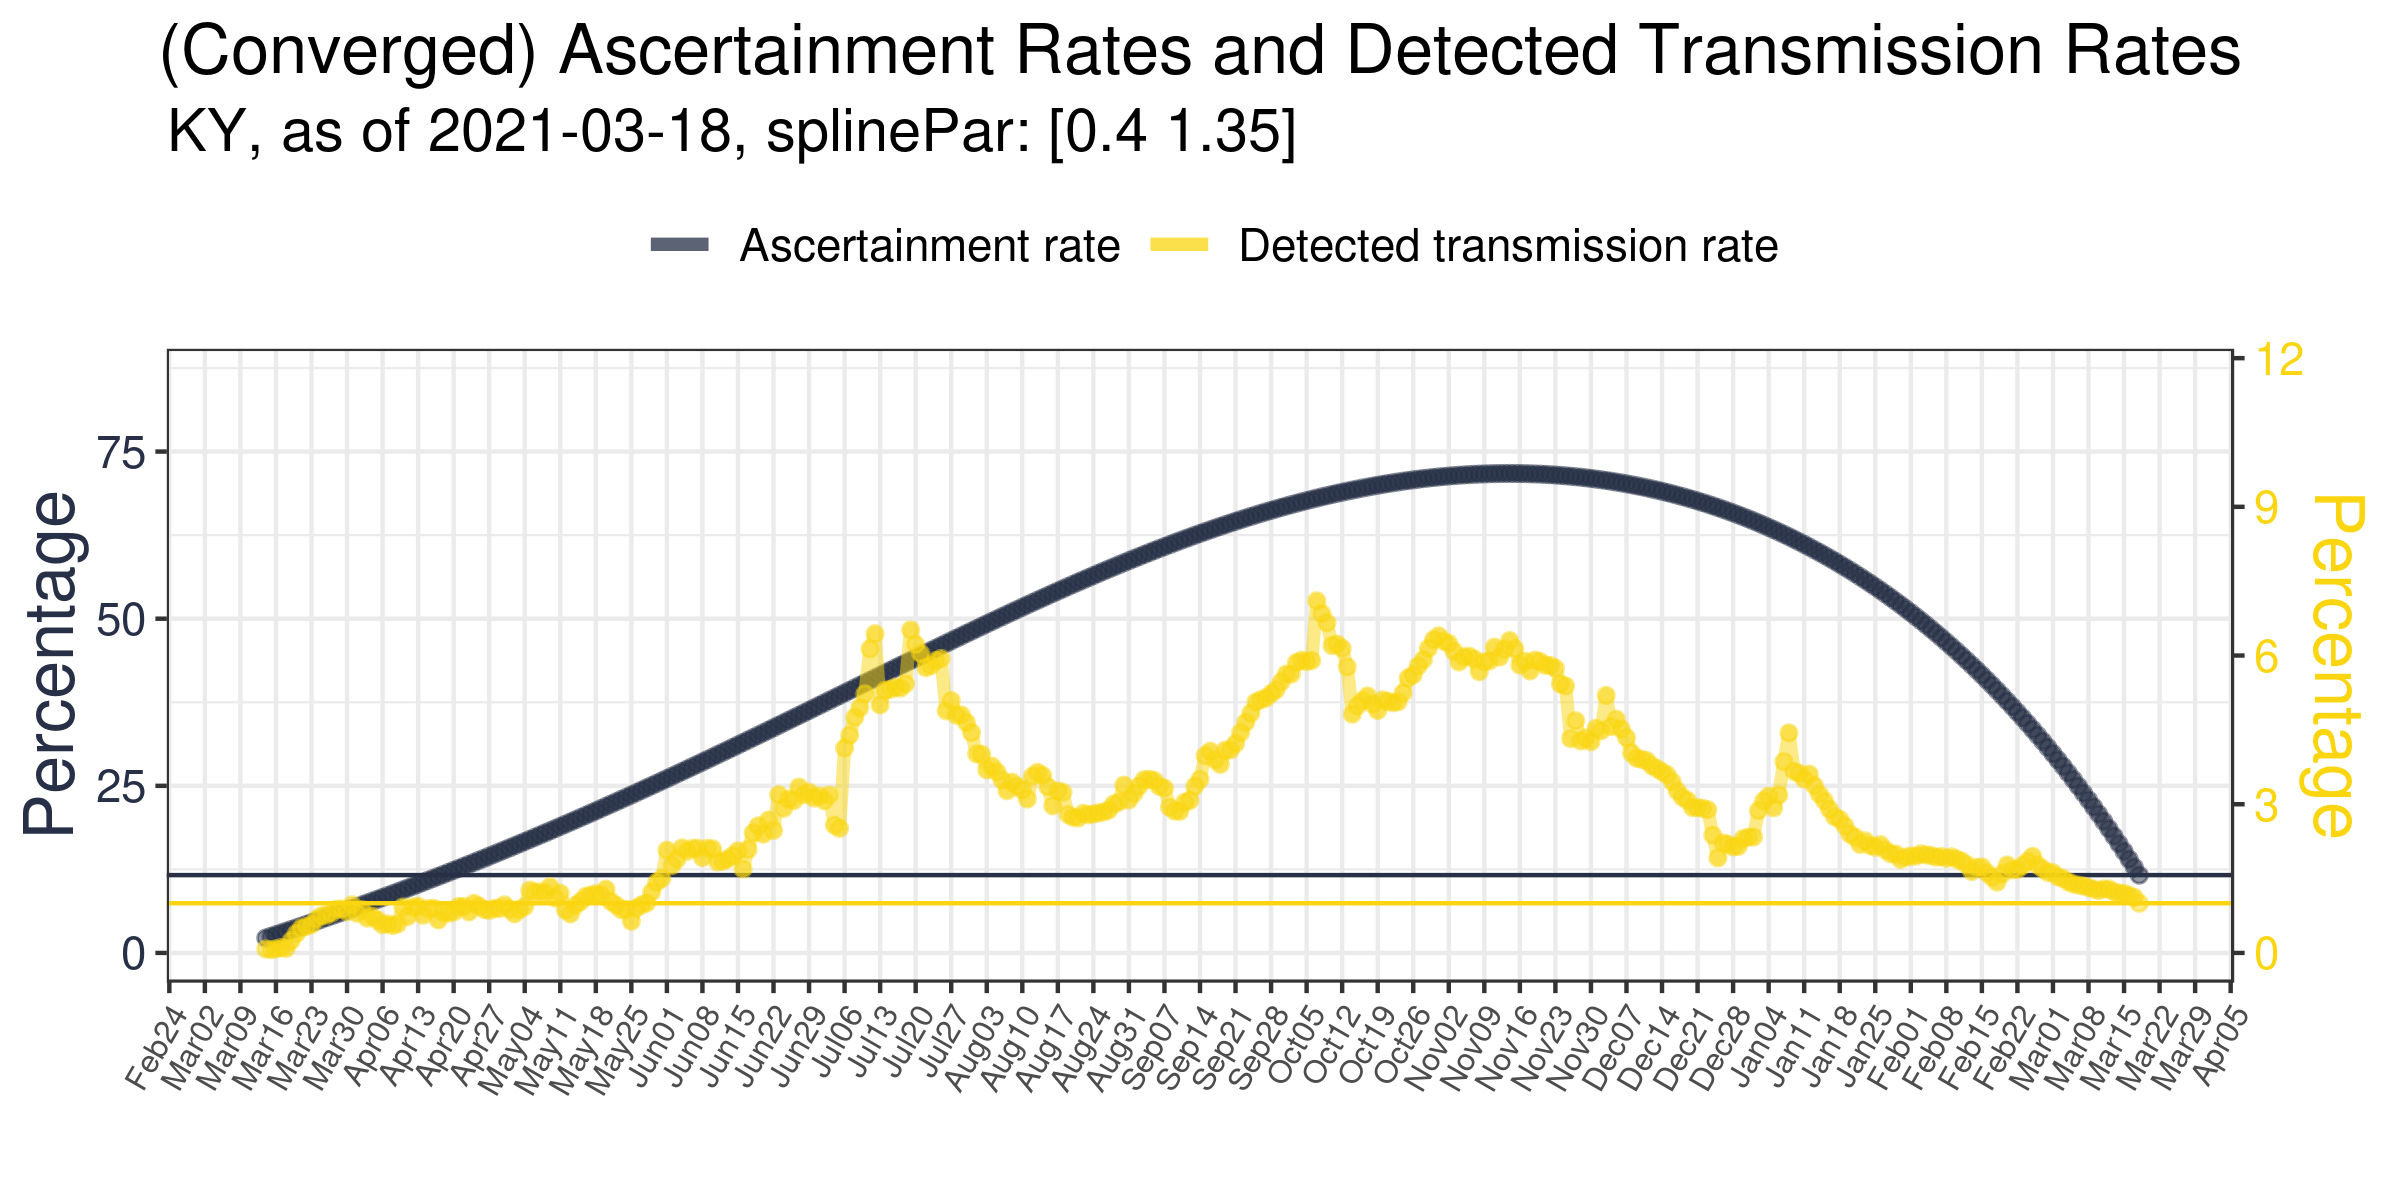 (Converged) Ascertainment Rates and Detected Transmission Rates
KY, as of 2021-03-18, splinePar: [0.4 1.35]
Ascertainment rate Detected transmission rate
Percentage
75
50
25
0
12
9
6
3
0
Percentage
Feb24 Mar02 Mar09 Mar16 Mar23 Mar30 Apr06 Apr13 Apr20 Apr27 May04 May11 May18 May25 Jun01 Jun08 Jun15 Jun22 Jun29 Jul06 Jul13 Jul20 Jul27 Aug03 Aug10 Aug17 Aug24 Aug31 Sep07 Sep14 Sep21 Sep28 Oct05 Oct12 Oct19 Oct26 Nov02 Nov09 Nov16 Nov23 Nov30 Dec07 Dec14 Dec21 Dec28 Jan04 Jan11 Jan18 Jan25 Feb01 Feb08 Feb15 Feb22 Mar01 Mar08 Mar15 Mar22 Mar29 Apr05